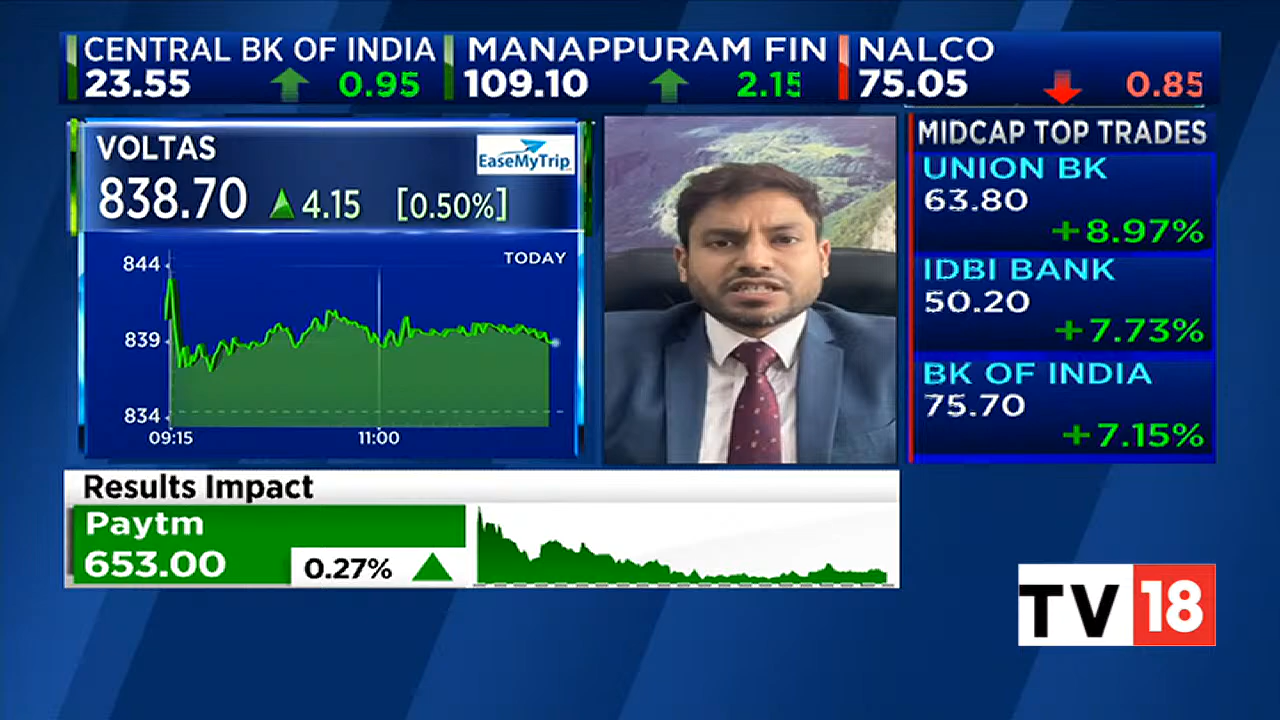 CENTRAL BK OF INDIA
23.55 0.95
MANAPPURAM FIN
109.10 2.15
NALCO
75.05 0.85
VOLTAS
838.70 4.15 [0.50%]
EaseMyTrip
TODAY
844
839
834
09:15 11:00
MIDCAP TOP TRADES
UNION BK
63.80
+8.97%
IDBI BANK
50.20
+7.73%
BK OF INDIA
75.70
+7.15%
Results Impact
Paytm
653.00 0.27%
TV18